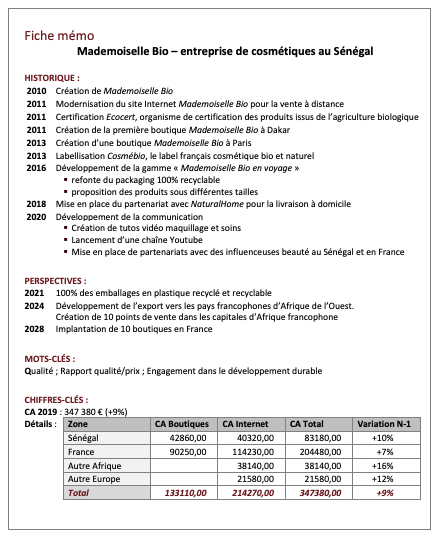 Fiche mémo
Mademoiselle Bio – entreprise de cosmétiques au Sénégal
HISTORIQUE :
2010 Création de Mademoiselle Bio
2011 Modernisation du site Internet Mademoiselle Bio pour la vente à distance
2011 Certification Ecocert, organisme de certification des produits issus de l'agriculture biologique
2011 Création de la première boutique Mademoiselle Bio à Dakar
2013 Création d'une boutique Mademoiselle Bio à Paris
2013 Labellisation Cosmébio, le label français cosmétique bio et naturel
2016 Développement de la gamme « Mademoiselle Bio en voyage »
▪ refonte du packaging 100% recyclable
▪ proposition des produits sous différentes tailles
2018 Mise en place du partenariat avec NaturalHome pour la livraison à domicile
2020 Développement de la communication
▪ Création de tutos vidéo maquillage et soins
▪ Lancement d'une chaîne Youtube
▪ Mise en place de partenariats avec des influenceuses beauté au Sénégal et en France
PERSPECTIVES :
2021 100% des emballages en plastique recyclé et recyclable
2024 Développement de l'export vers les pays francophones d'Afrique de l'Ouest.
Création de 10 points de vente dans les capitales d'Afrique francophone
2028 Implantation de 10 boutiques en France
MOTS-CLÉS :
Qualité ; Rapport qualité/prix ; Engagement dans le développement durable
CHIFFRES-CLÉS :
CA 2019 : 347 380 € (+9%)
Détails : Zone CA Boutiques CA Internet CA Total Variation N-1
Sénégal 42860,00 40320,00 83180,00 +10%
France 90250,00 114230,00 204480,00 +7%
Autre Afrique 38140,00 38140,00 +16%
Autre Europe 21580,00 21580,00 +12%
Total 133110,00 214270,00 347380,00 +9%